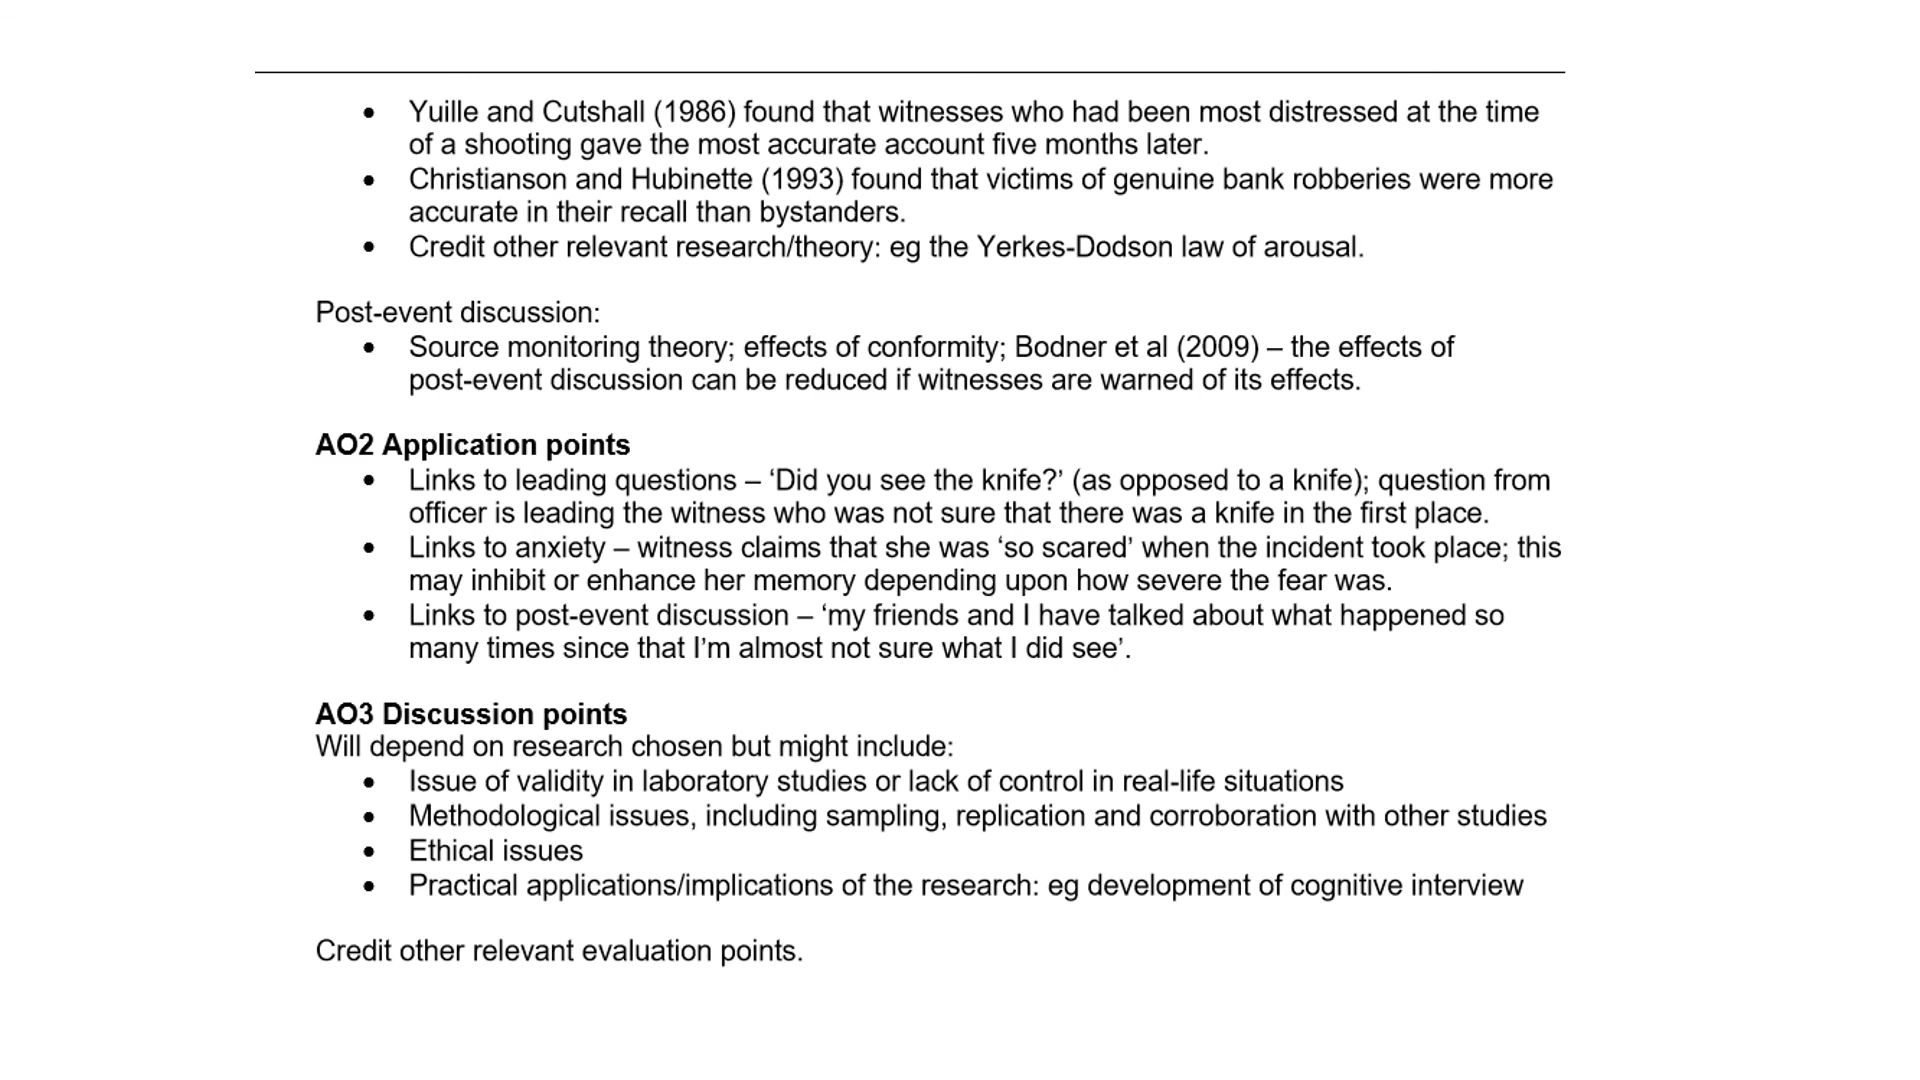 • Yuille and Cutshall (1986) found that witnesses who had been most distressed at the time
of a shooting gave the most accurate account five months later.
• Christianson and Hubinette (1993) found that victims of genuine bank robberies were more
accurate in their recall than bystanders.
• Credit other relevant research/theory: eg the Yerkes-Dodson law of arousal.
Post-event discussion:
• Source monitoring theory; effects of conformity; Bodner et al (2009) – the effects of
post-event discussion can be reduced if witnesses are warned of its effects.
AO2 Application points
• Links to leading questions – ‘Did you see the knife?’ (as opposed to a knife); question from
officer is leading the witness who was not sure that there was a knife in the first place.
• Links to anxiety – witness claims that she was ‘so scared’ when the incident took place; this
may inhibit or enhance her memory depending upon how severe the fear was.
• Links to post-event discussion – ‘my friends and I have talked about what happened so
many times since that I’m almost not sure what I did see’.
AO3 Discussion points
Will depend on research chosen but might include:
• Issue of validity in laboratory studies or lack of control in real-life situations
• Methodological issues, including sampling, replication and corroboration with other studies
• Ethical issues
• Practical applications/implications of the research: eg development of cognitive interview
Credit other relevant evaluation points.